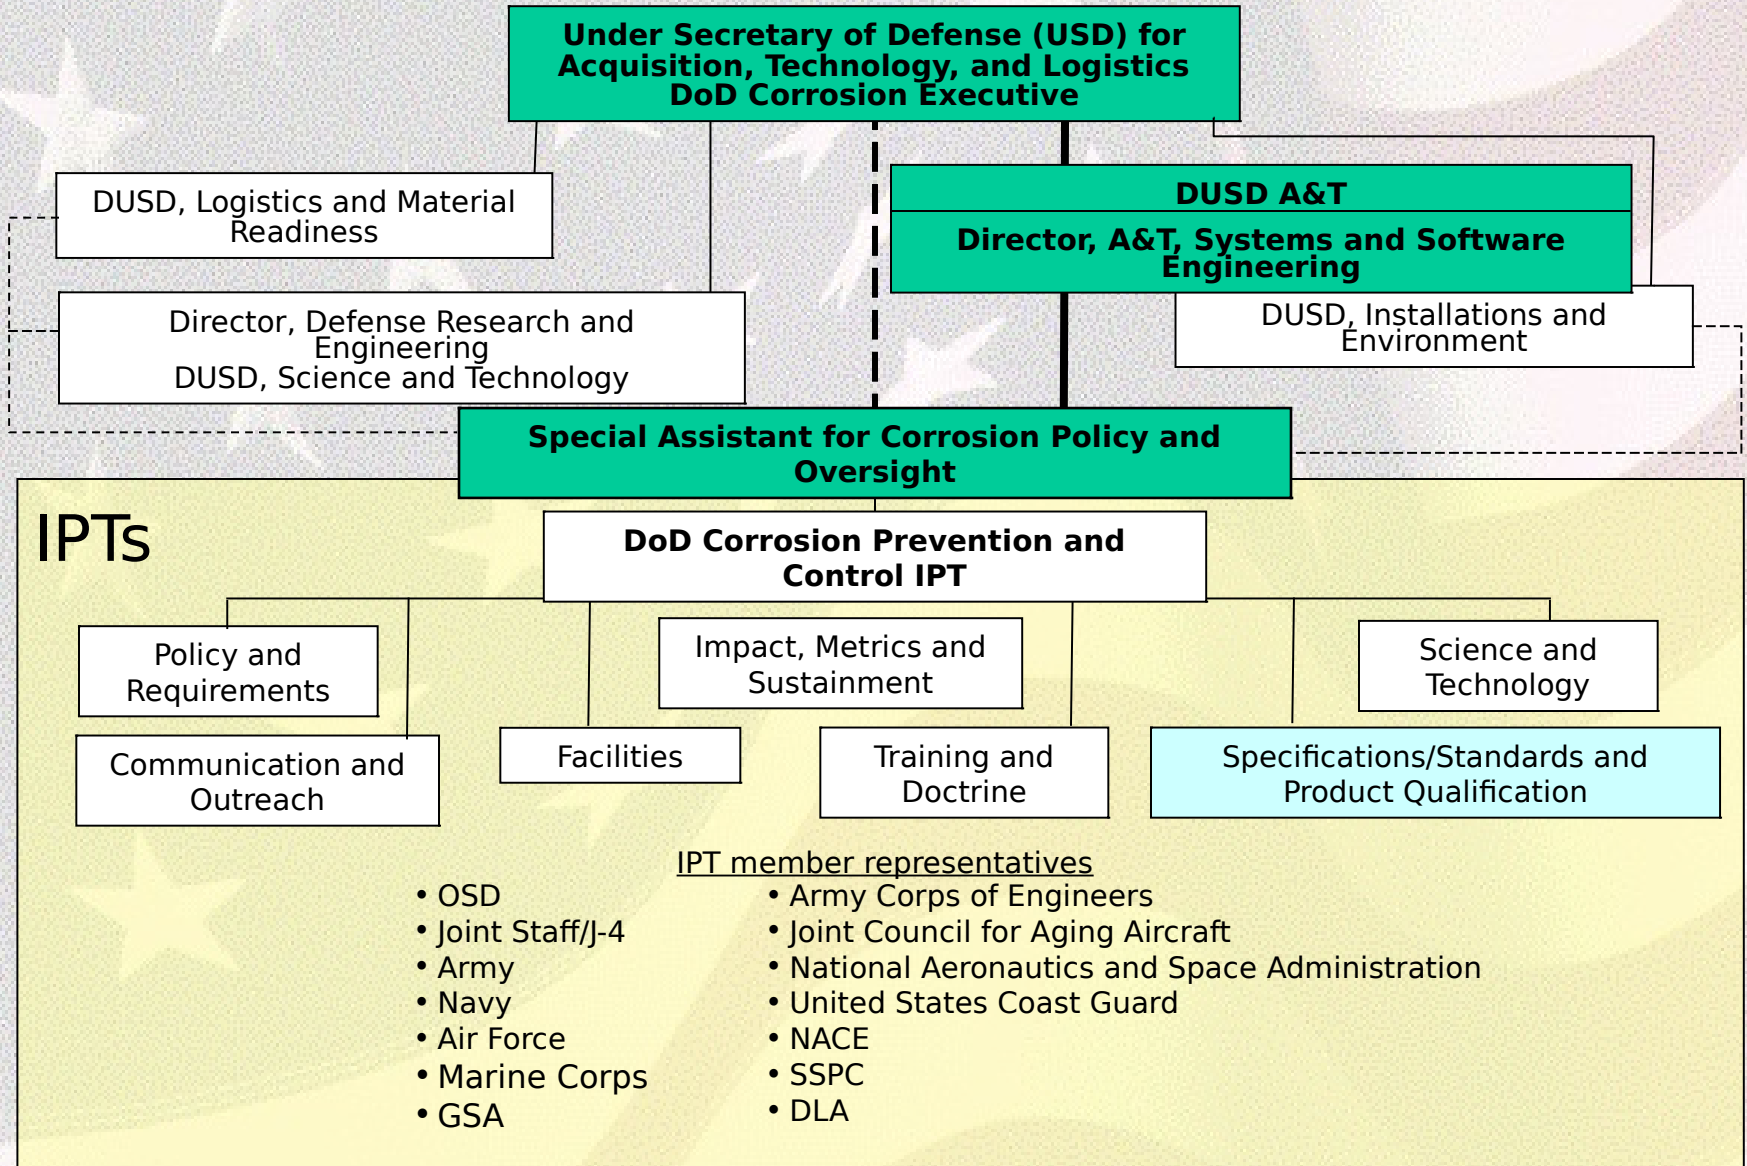 Under Secretary of Defense (USD) for
Acquisition, Technology, and Logistics
DoD Corrosion Executive
DUSD, Logistics and Material
Readiness
DUSD A&T
Director, A&T, Systems and Software
Engineering
Director, Defense Research and
Engineering
DUSD, Science and Technology
DUSD, Installations and
Environment
Special Assistant for Corrosion Policy and
Oversight
IPTs
DoD Corrosion Prevention and
Control IPT
Policy and
Requirements
Impact, Metrics and
Sustainment
Science and
Technology
Communication and
Outreach
Facilities
Training and
Doctrine
Specifications/Standards and
Product Qualification
IPT member representatives
• OSD
• Joint Staff/J-4
• Army
• Navy
• Air Force
• Marine Corps
• GSA
• Army Corps of Engineers
• Joint Council for Aging Aircraft
• National Aeronautics and Space Administration
• United States Coast Guard
• NACE
• SSPC
• DLA